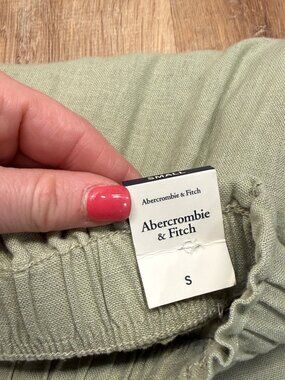 SMALL
Abercrombie & Fitch
Abercrombie
& Fitch
S